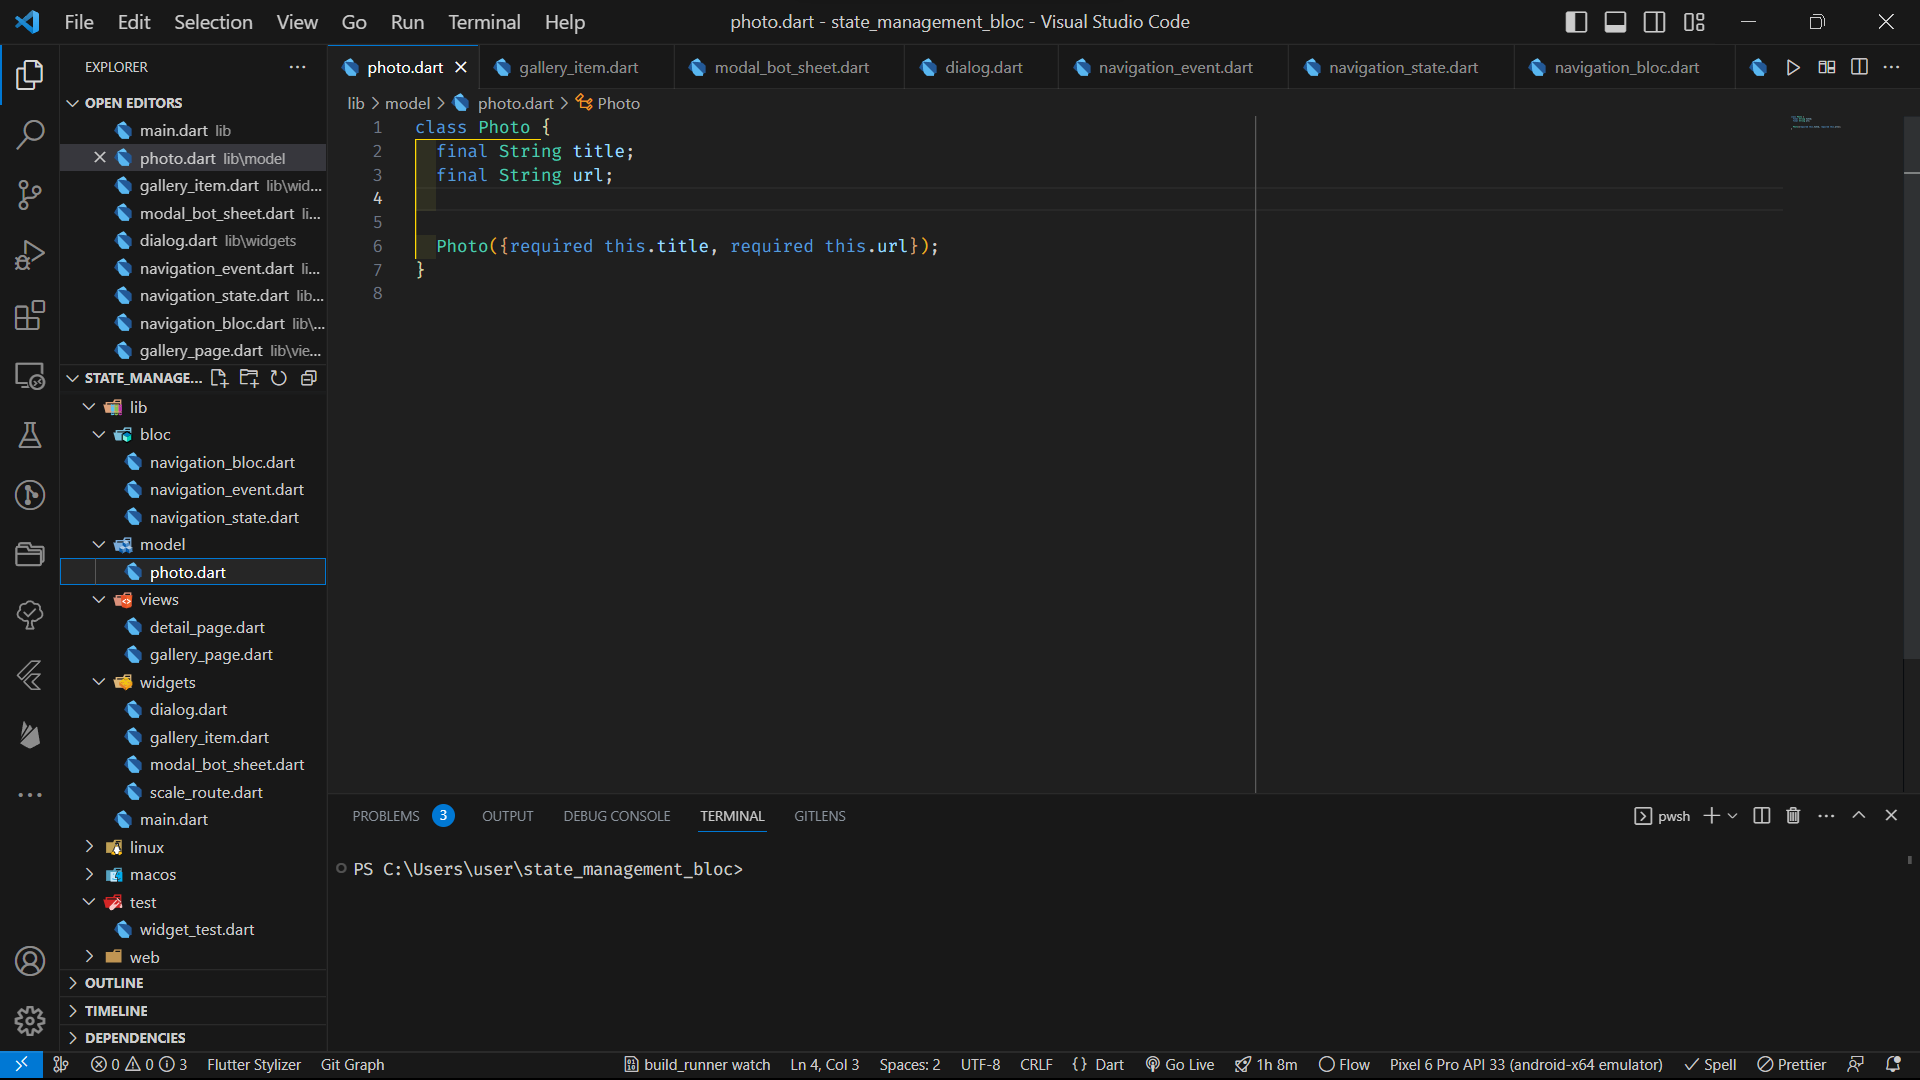 File Edit Selection View Go Run Terminal Help
photo.dart - state_management_bloc - Visual Studio Code
EXPLORER
OPEN EDITORS
main.dart lib
photo.dart lib\model
gallery_item.dart lib\wid...
modal_bot_sheet.dart li...
dialog.dart lib\widgets
navigation_event.dart li...
navigation_state.dart lib...
navigation_bloc.dart lib\...
gallery_page.dart lib\vie...
STATE_MANAGE...
lib
bloc
navigation_bloc.dart
navigation_event.dart
navigation_state.dart
model
photo.dart
views
detail_page.dart
gallery_page.dart
widgets
dialog.dart
gallery_item.dart
modal_bot_sheet.dart
scale_route.dart
main.dart
linux
macos
test
widget_test.dart
web
OUTLINE
TIMELINE
DEPENDENCIES
photo.dart gallery_item.dart modal_bot_sheet.dart dialog.dart navigation_event.dart navigation_state.dart navigation_bloc.dart
lib > model > photo.dart > Photo
1 class Photo {
2 final String title;
3 final String url;
4
5
6 Photo({required this.title, required this.url});
7 }
8
PROBLEMS 3 OUTPUT DEBUG CONSOLE TERMINAL GITLENS
pwsh
PS C:\Users\user\state_management_bloc>
0 0 3 Flutter Stylizer Git Graph
build_runner watch Ln 4, Col 3 Spaces: 2 UTF-8 CRLF {} Dart Go Live 1h 8m Flow Pixel 6 Pro API 33 (android-x64 emulator) Spell Prettier